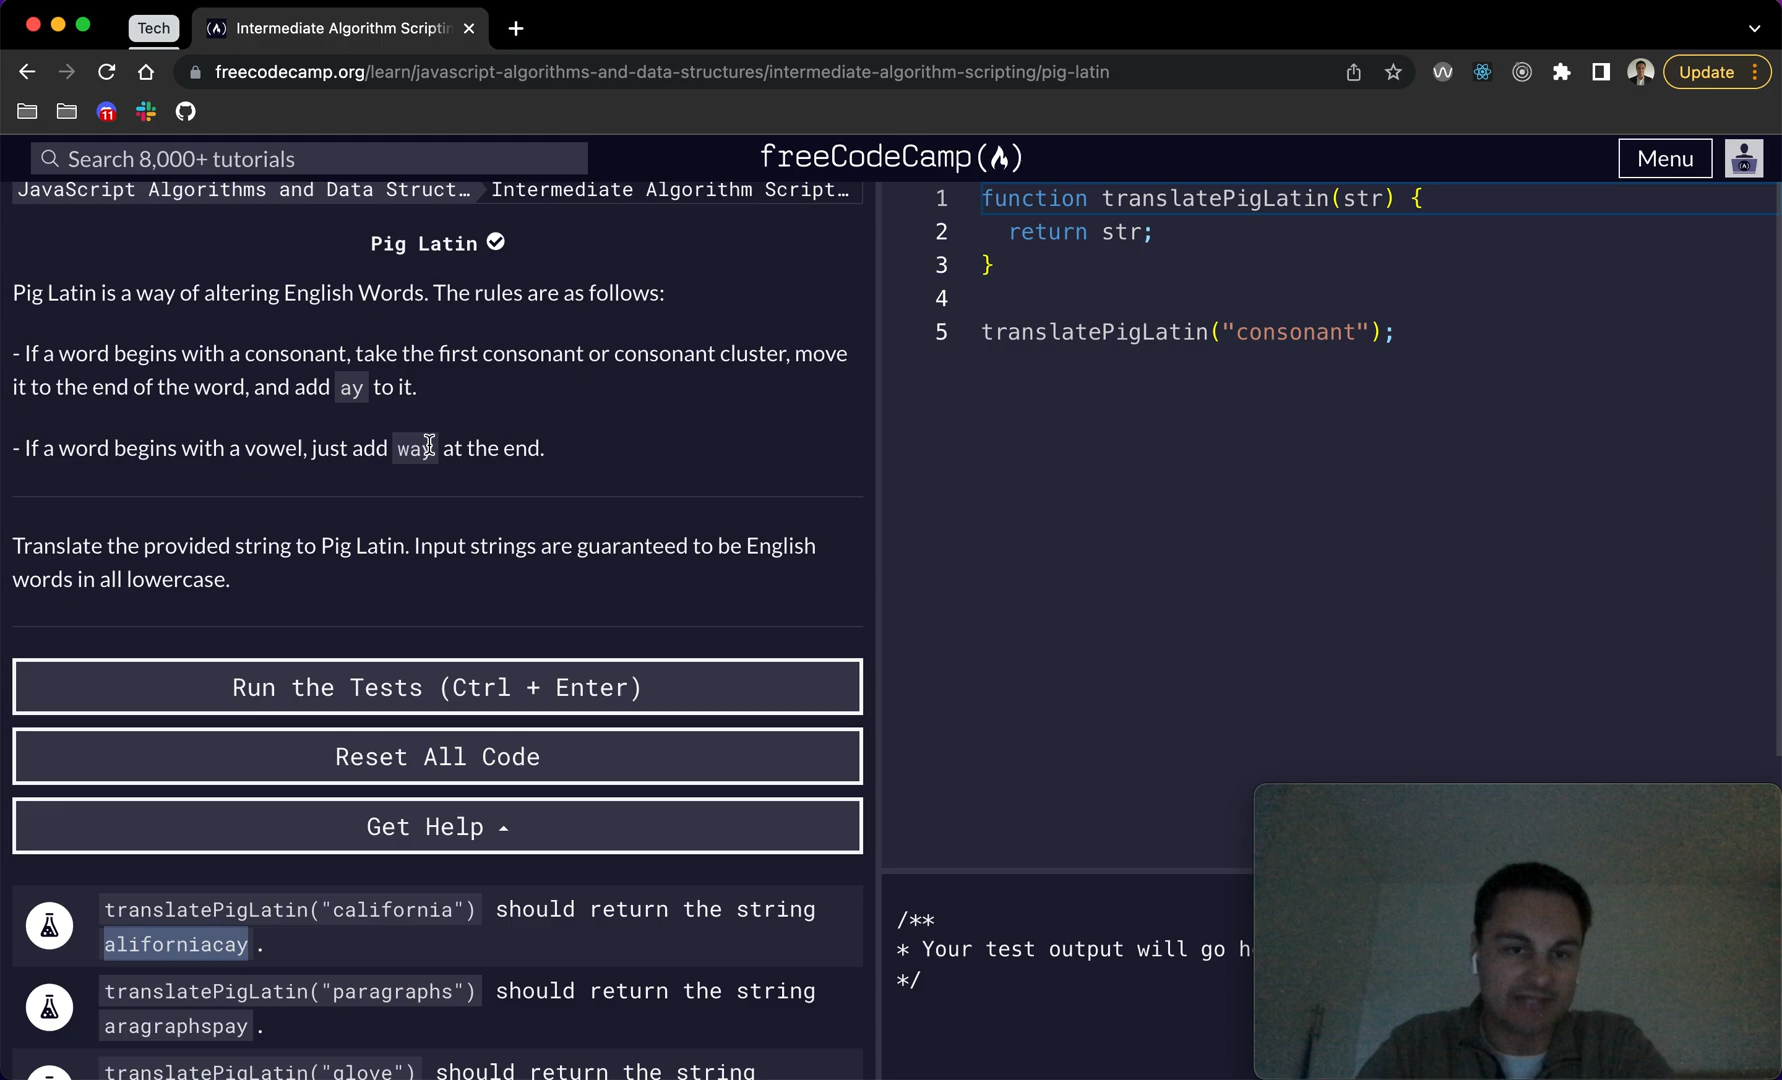 Tech
Intermediate Algorithm Scriptin
freecodecamp.org/learn/javascript-algorithms-and-data-structures/intermediate-algorithm-scripting/pig-latin
Update
11
Search 8,000+ tutorials
freeCodeCamp(🔥)
Menu
JavaScript Algorithms and Data Struct…
Intermediate Algorithm Script…
Pig Latin
Pig Latin is a way of altering English Words. The rules are as follows:
- If a word begins with a consonant, take the first consonant or consonant cluster, move
it to the end of the word, and add ay to it.
- If a word begins with a vowel, just add way at the end.
Translate the provided string to Pig Latin. Input strings are guaranteed to be English
words in all lowercase.
Run the Tests (Ctrl + Enter)
Reset All Code
Get Help
translatePigLatin("california") should return the string
aliforniacay.
translatePigLatin("paragraphs") should return the string
aragraphspay.
translatePigLatin("glove") should return the string
1 function translatePigLatin(str) {
2 return str;
3 }
4
5 translatePigLatin("consonant");
/**
* Your test output will go he
*/